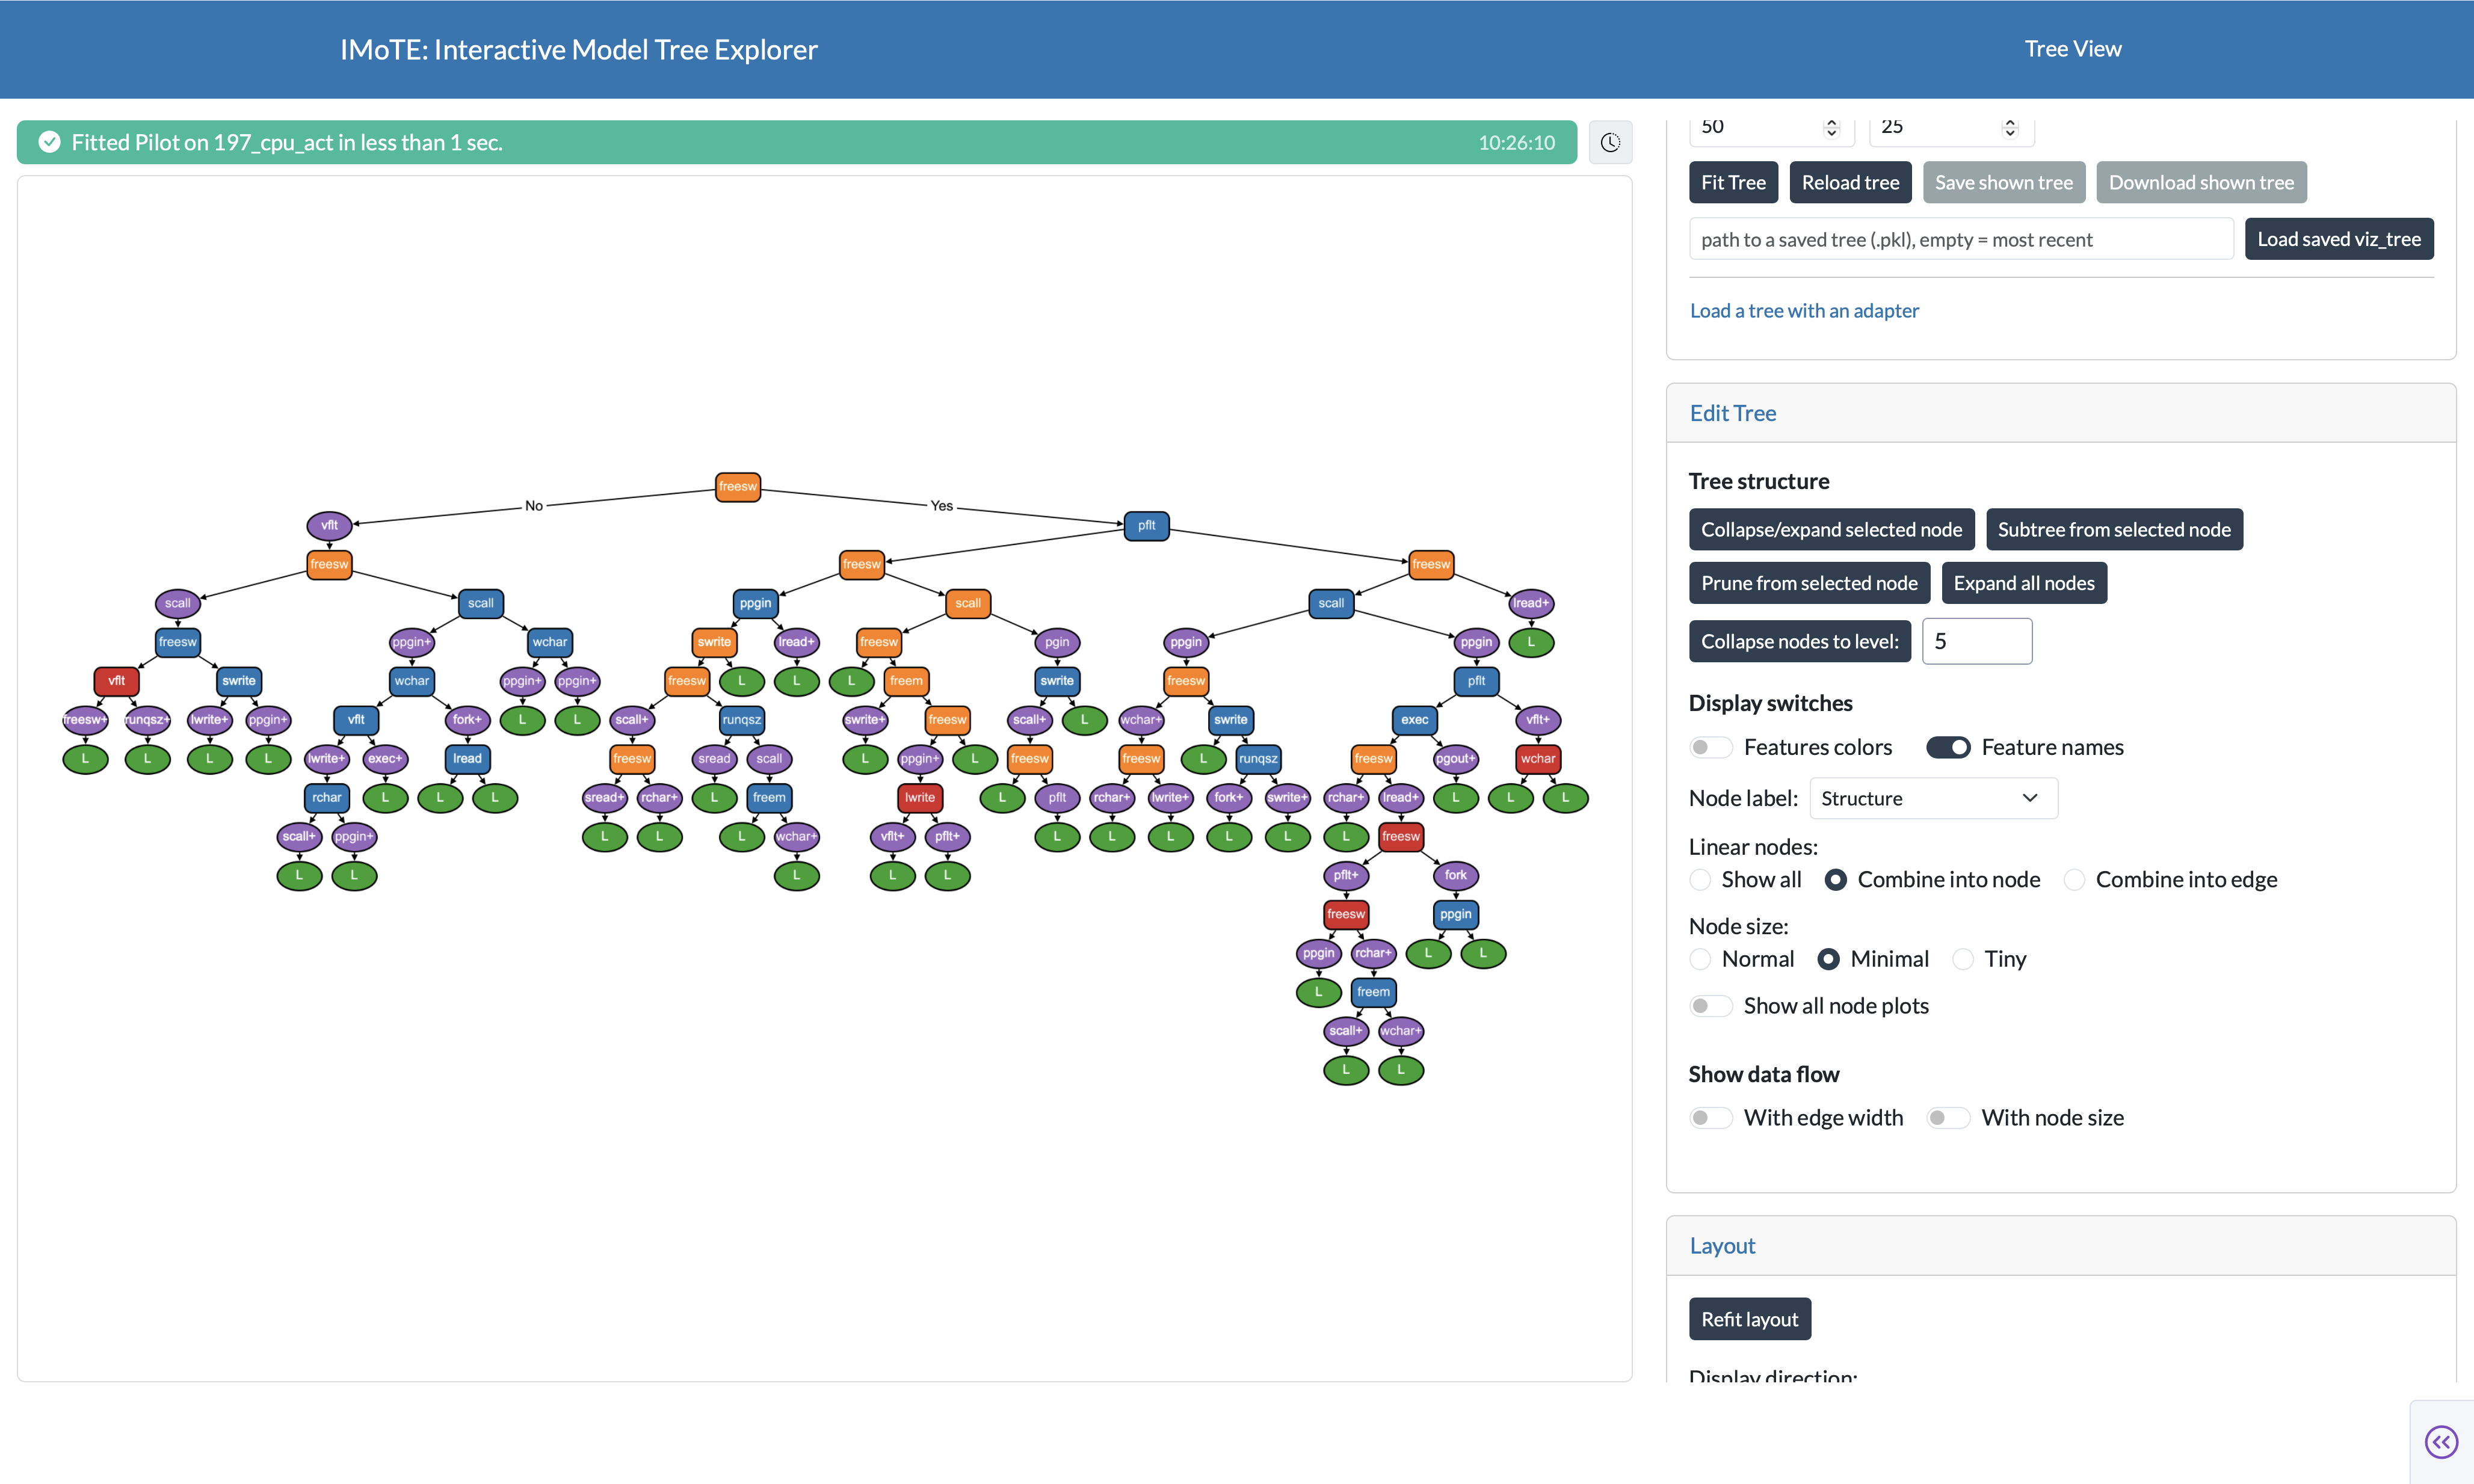 IMoTE: Interactive Model Tree Explorer
Tree View
Fitted Pilot on 197_cpu_act in less than 1 sec.
10:26:10
freesw
No
Yes
vflt
pflt
freesw
freesw
freesw
scall
scall
ppgin
scall
scall
lread+
freesw
ppgin+
wchar
swrite
lread+
freesw
pgin
ppgin
ppgin
L
vflt
swrite
wchar
ppgin+
ppgin+
freesw
L
L
L
freem
swrite
freesw
pflt
freesw+
runqsz+
lwrite+
ppgin+
vflt
fork+
L
L
scall+
runqsz
swrite+
freesw
scall+
L
wchar+
swrite
exec
vflt+
L
L
L
L
lwrite+
exec+
lread
freesw
sread
scall
L
ppgin+
L
freesw
freesw
L
runqsz
freesw
pgout+
wchar
rchar
L
L
L
sread+
rchar+
L
freem
lwrite
L
pflt
rchar+
lwrite+
fork+
swrite+
rchar+
lread+
L
L
L
scall+
ppgin+
L
L
L
wchar+
vflt+
pflt+
L
L
L
L
L
L
freesw
L
L
L
L
L
pflt+
fork
freesw
ppgin
ppgin
rchar+
L
L
L
freem
scall+
wchar+
L
L
50
25
Fit Tree
Reload tree
Save shown tree
Download shown tree
path to a saved tree (.pkl), empty = most recent
Load saved viz_tree
Load a tree with an adapter
Edit Tree
Tree structure
Collapse/expand selected node
Subtree from selected node
Prune from selected node
Expand all nodes
Collapse nodes to level:
5
Display switches
Features colors
Feature names
Node label:
Structure
Linear nodes:
Show all
Combine into node
Combine into edge
Node size:
Normal
Minimal
Tiny
Show all node plots
Show data flow
With edge width
With node size
Layout
Refit layout
Display direction: